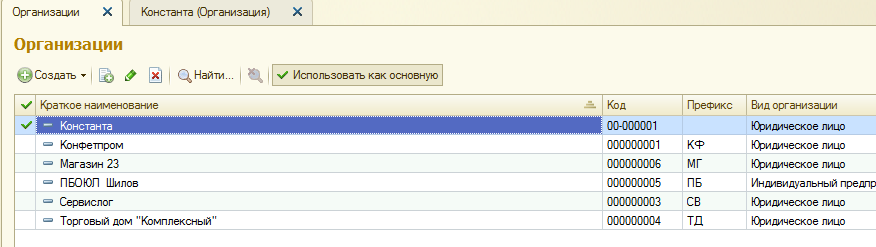 Организации Константа (Организация)
Организации
Создать Найти... Использовать как основную
Краткое наименование Код Префикс Вид организации
Константа 00-000001 Юридическое лицо
Конфетпром 000000001 КФ Юридическое лицо
Магазин 23 000000006 МГ Юридическое лицо
ПБОЮЛ Шилов 000000005 ПБ Индивидуальный предпр
Сервислог 000000003 СВ Юридическое лицо
Торговый дом "Комплексный" 000000004 ТД Юридическое лицо